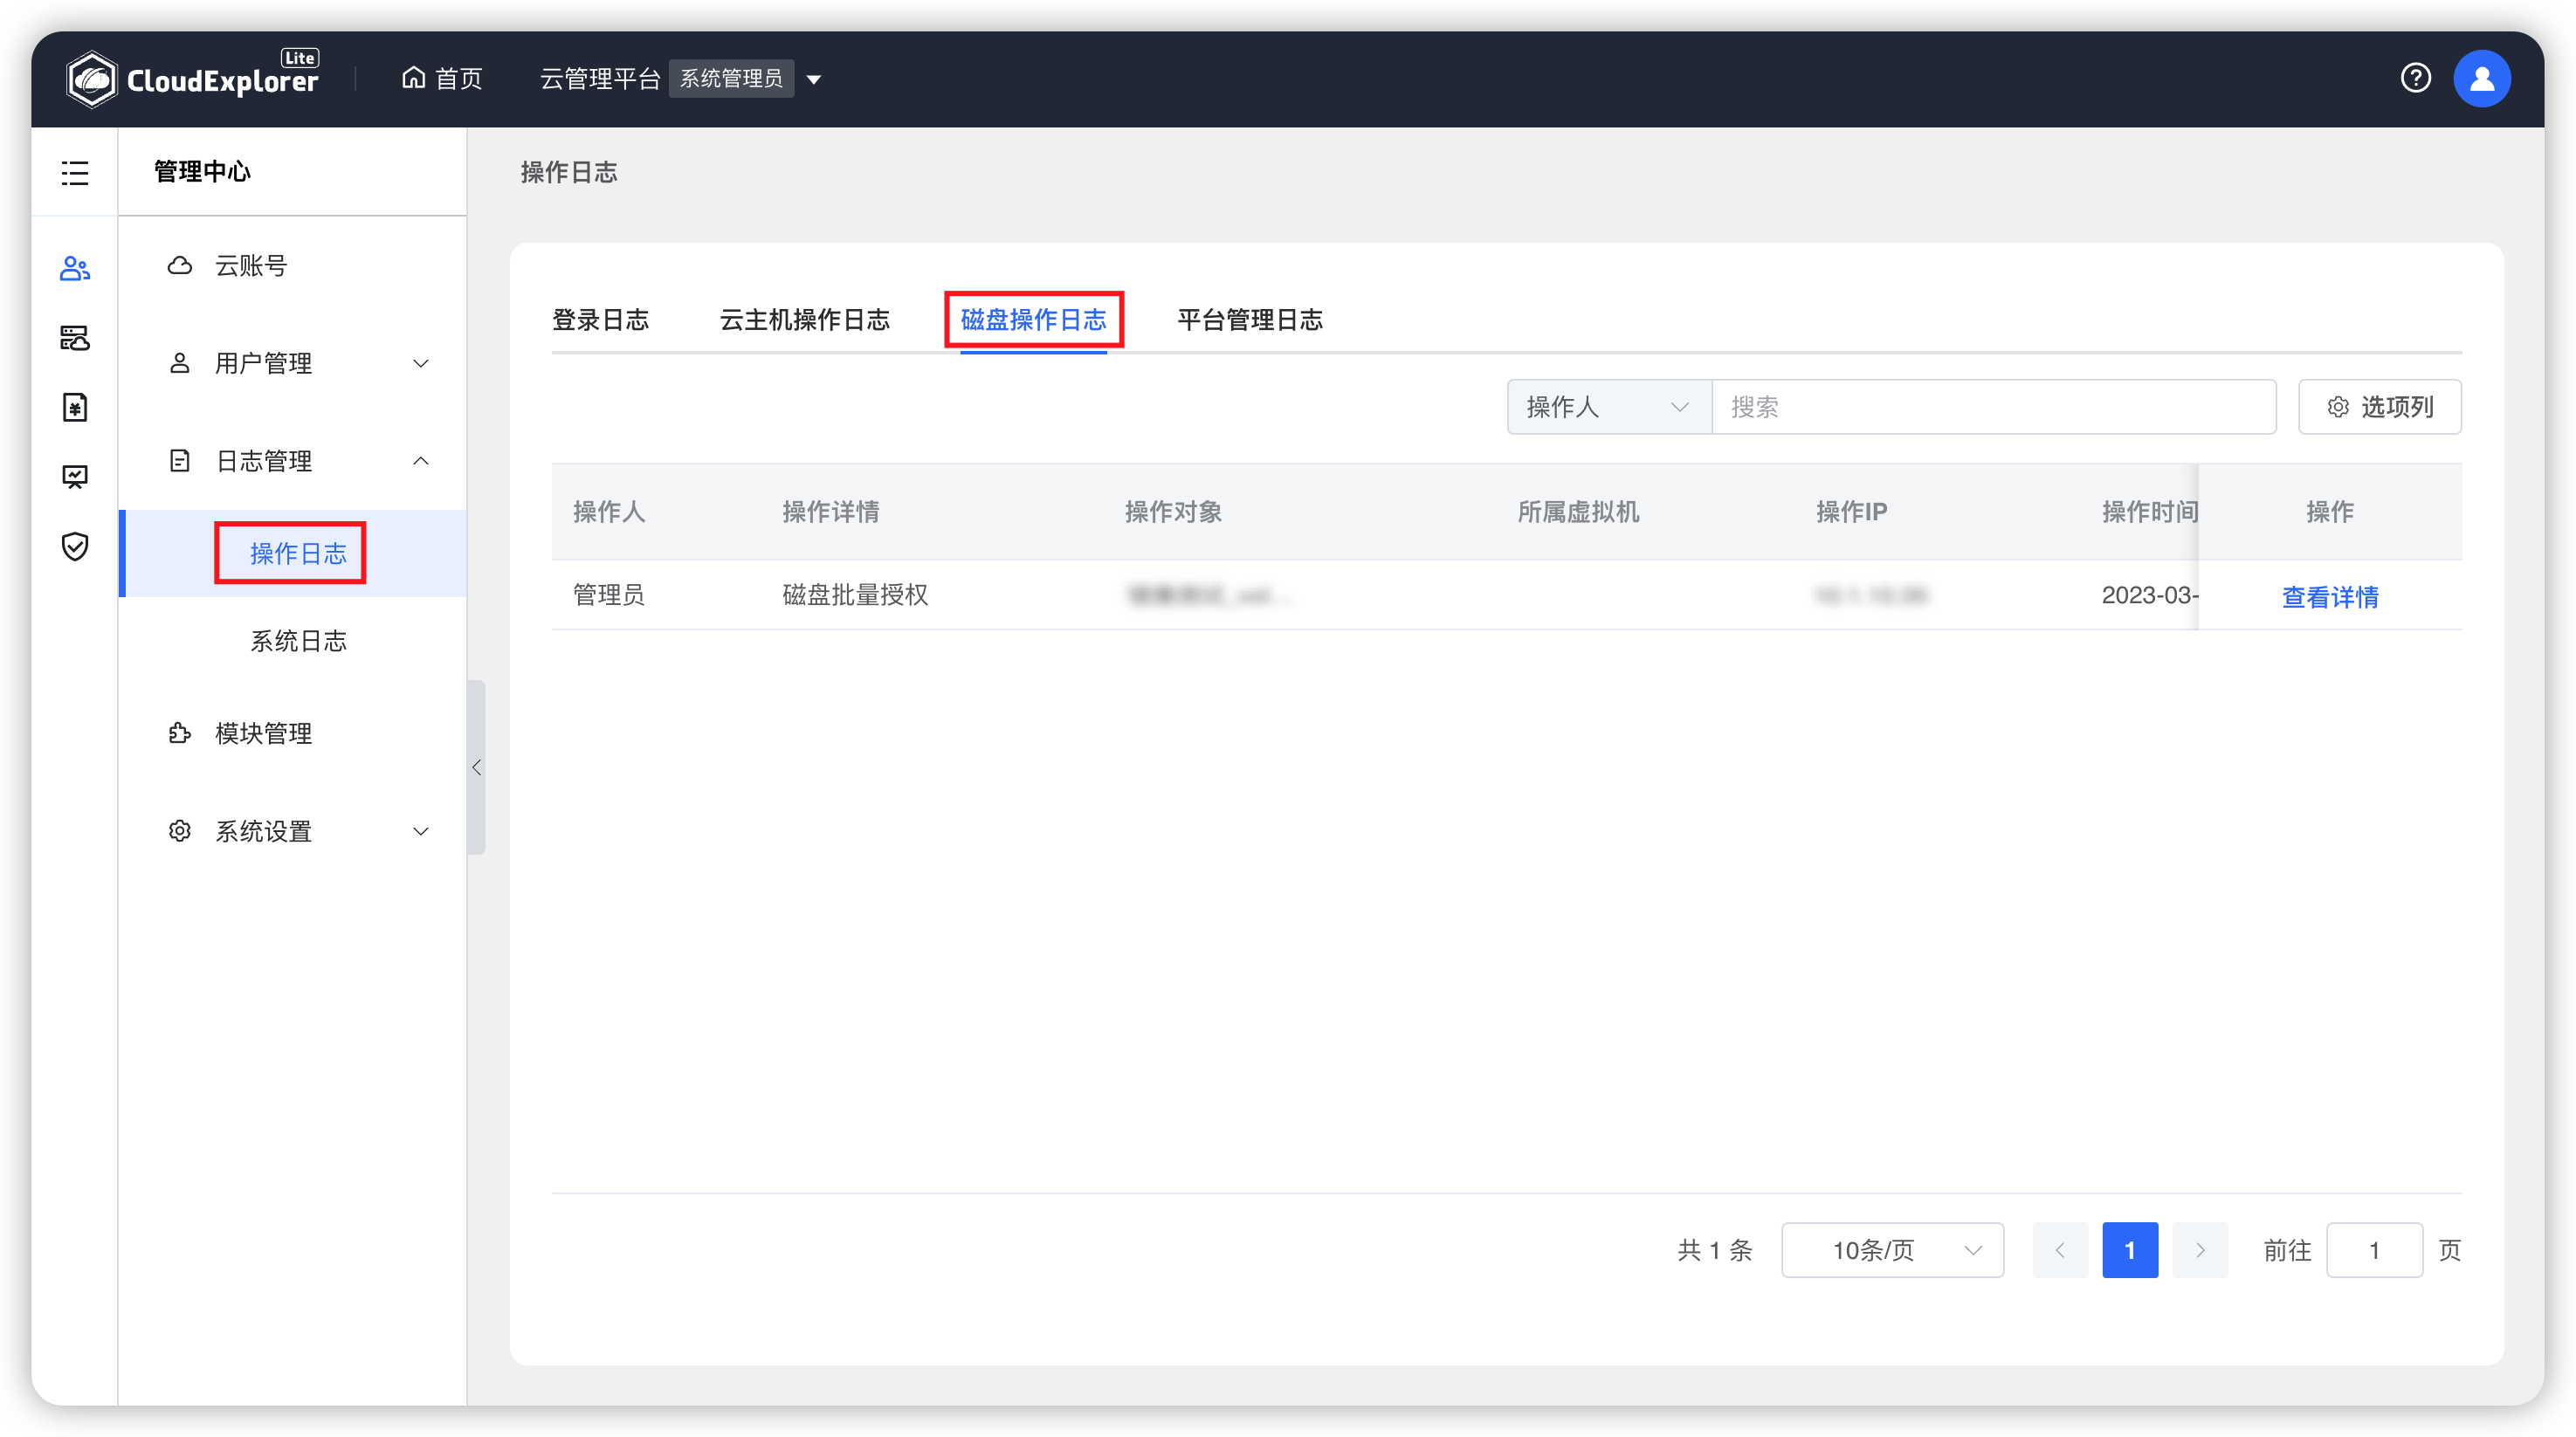 CloudExplorer Lite
首页
云管理平台 系统管理员
管理中心
云账号
用户管理
日志管理
操作日志
系统日志
模块管理
系统设置
操作日志
登录日志 云主机操作日志 磁盘操作日志 平台管理日志
操作人 搜索 选项列
操作人 操作详情 操作对象 所属虚拟机 操作IP 操作时间 操作
管理员 磁盘批量授权 2023-03- 查看详情
共 1 条 10条/页 1 前往 1 页